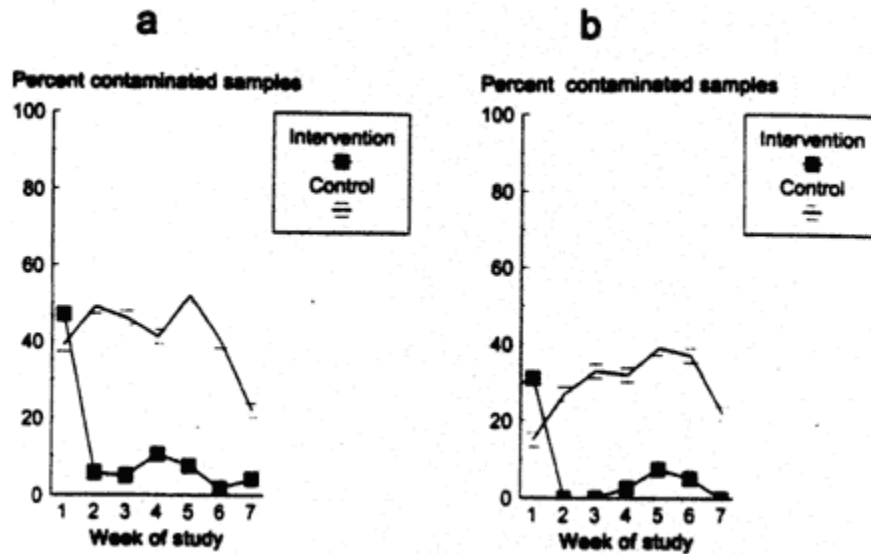 a
Percent contaminated samples
100
80
60
40
20
0
Intervention
Control
1 2 3 4 5 6 7
Week of study
b
Percent contaminated samples
100
80
60
40
20
0
Intervention
Control
1 2 3 4 5 6 7
Week of study